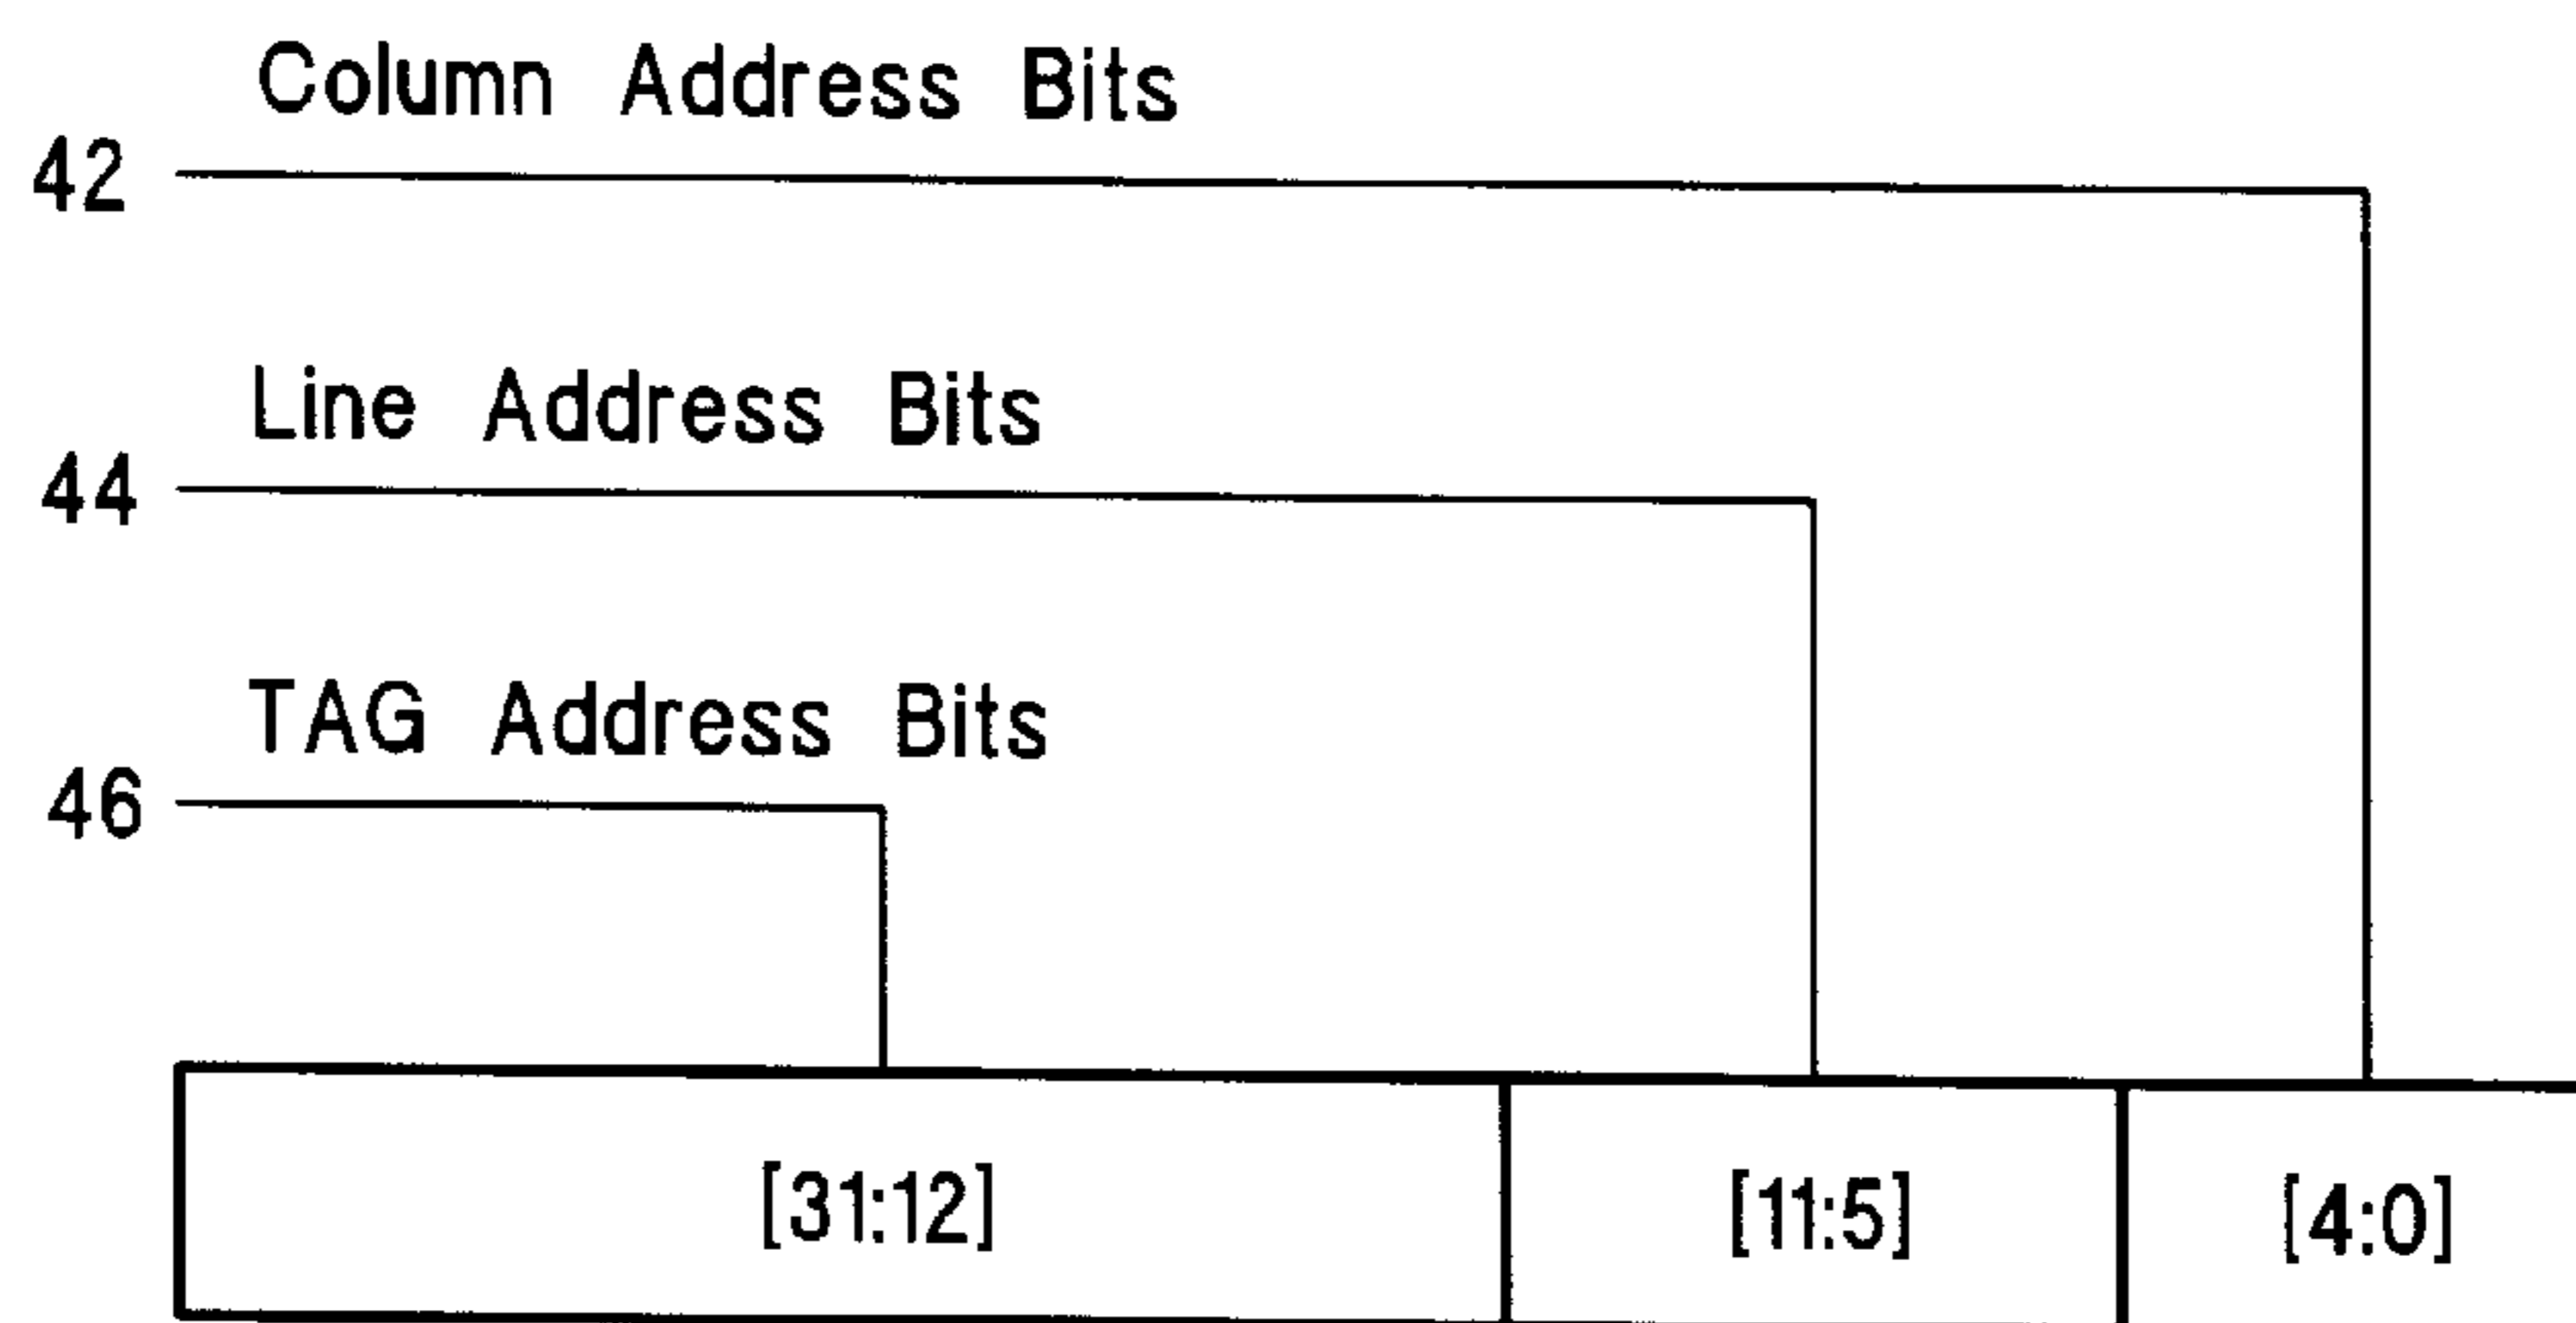 Column Address Bits
42
Line Address Bits
44
TAG Address Bits
46
[31:12] [11:5] [4:0]